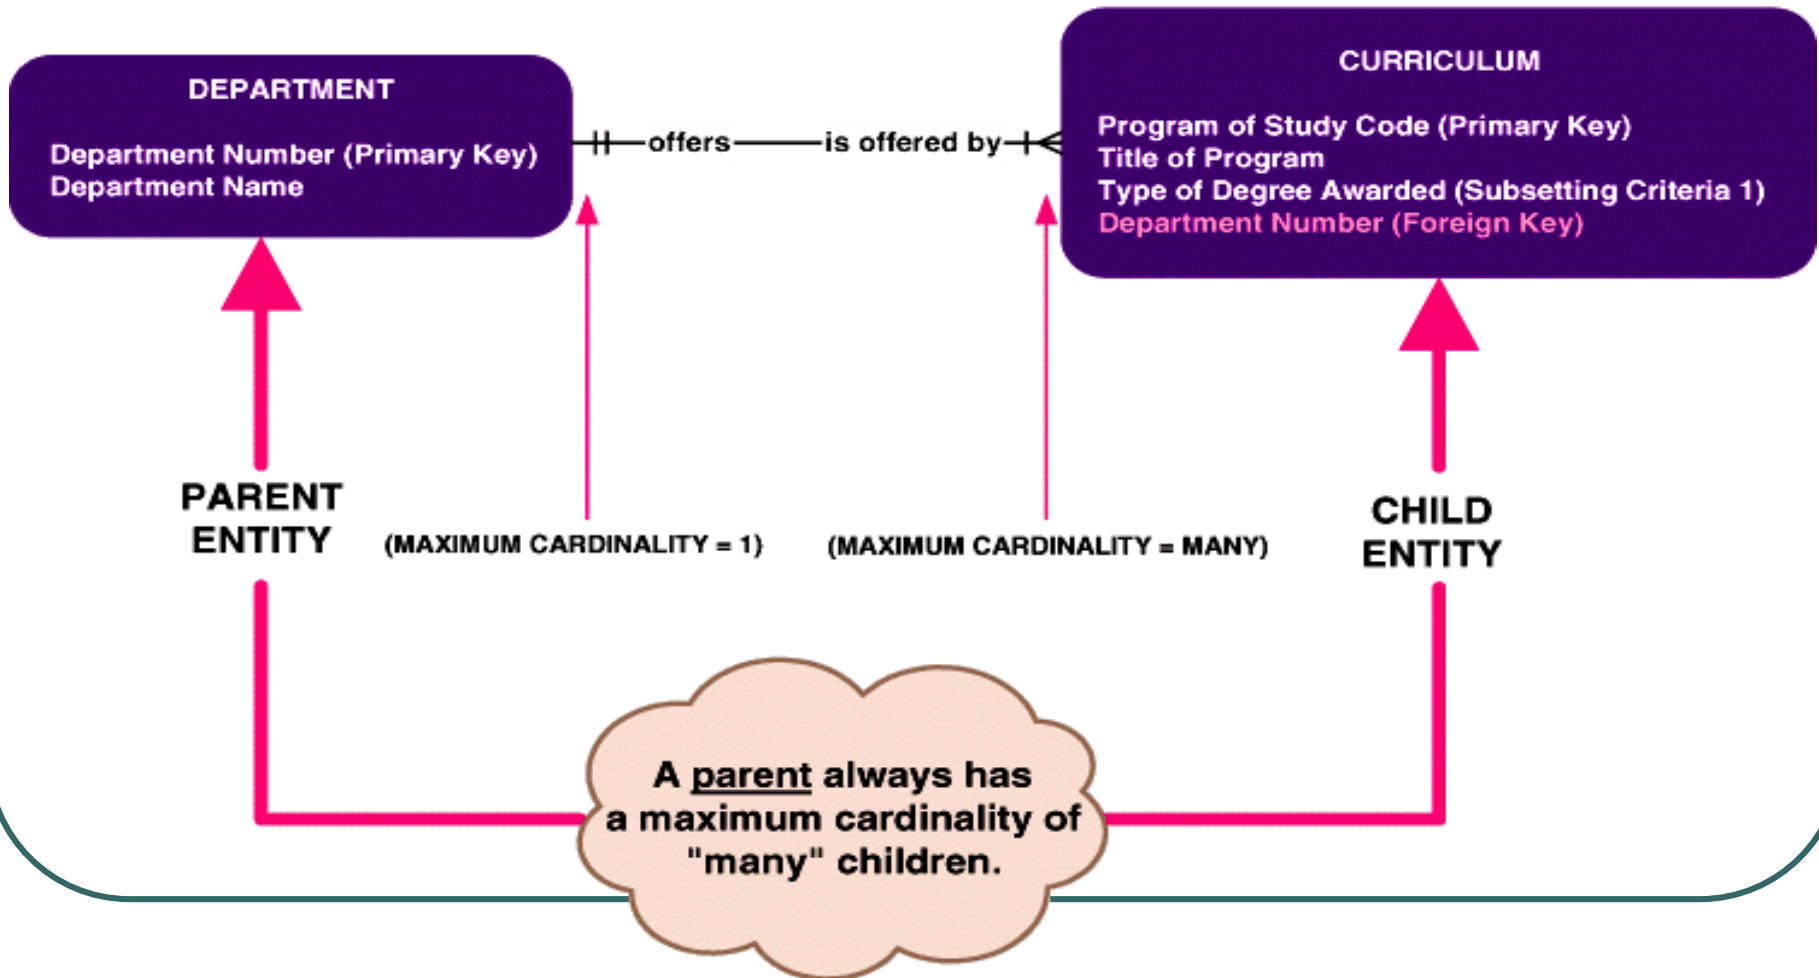 DEPARTMENT
Department Number (Primary Key)
Department Name
offers
is offered by
CURRICULUM
Program of Study Code (Primary Key)
Title of Program
Type of Degree Awarded (Subsetting Criteria 1)
Department Number (Foreign Key)
PARENT
ENTITY
(MAXIMUM CARDINALITY = 1)
(MAXIMUM CARDINALITY = MANY)
CHILD
ENTITY
A parent always has
a maximum cardinality of
"many" children.